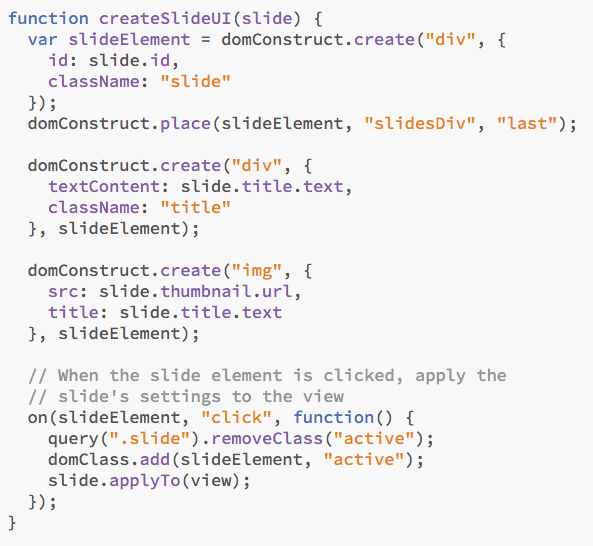 function createSlideUI(slide) {
  var slideElement = domConstruct.create("div", {
    id: slide.id,
    className: "slide"
  });
  domConstruct.place(slideElement, "slidesDiv", "last");

  domConstruct.create("div", {
    textContent: slide.title.text,
    className: "title"
  }, slideElement);

  domConstruct.create("img", {
    src: slide.thumbnail.url,
    title: slide.title.text
  }, slideElement);

  // When the slide element is clicked, apply the
  // slide's settings to the view
  on(slideElement, "click", function() {
    query(".slide").removeClass("active");
    domClass.add(slideElement, "active");
    slide.applyTo(view);
  });
}